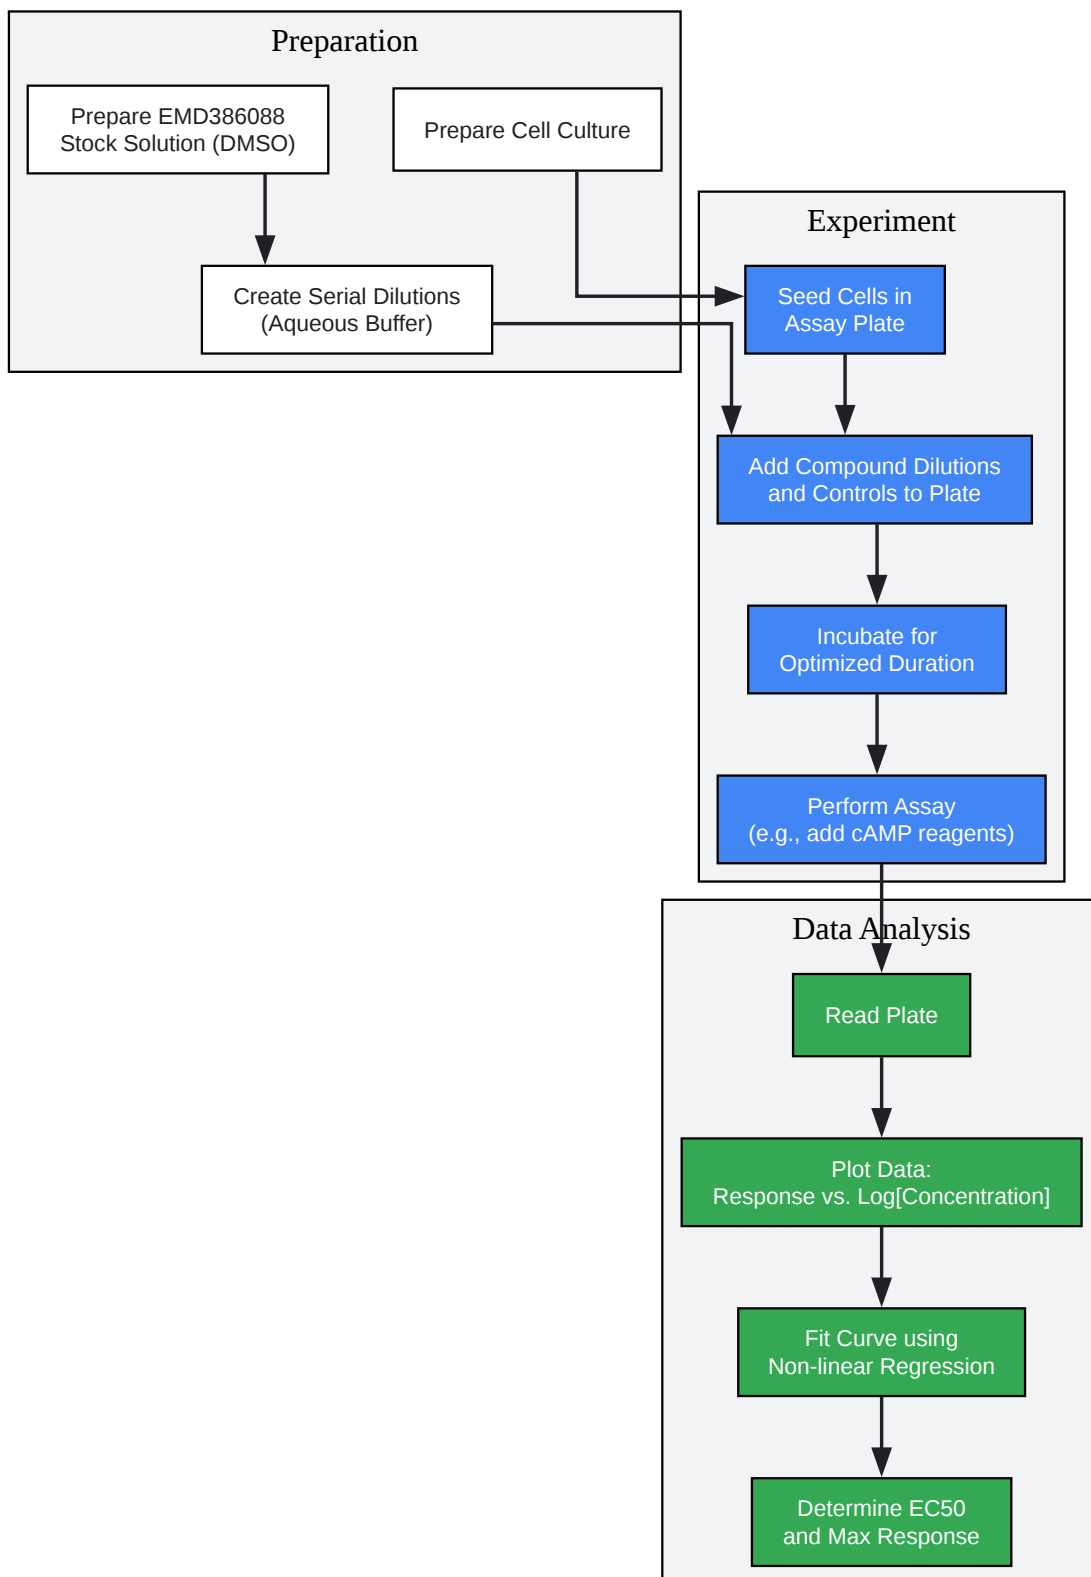 Preparation
Prepare EMD386088
Stock Solution (DMSO)
Prepare Cell Culture
Create Serial Dilutions
(Aqueous Buffer)
Experiment
Seed Cells in
Assay Plate
Add Compound Dilutions
and Controls to Plate
Incubate for
Optimized Duration
Perform Assay
(e.g., add cAMP reagents)
Data Analysis
Read Plate
Plot Data:
Response vs. Log[Concentration]
Fit Curve using
Non-linear Regression
Determine EC50
and Max Response